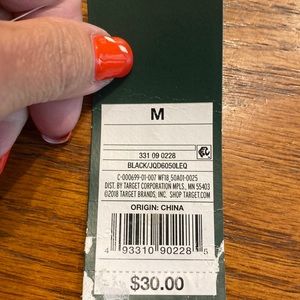 M
331 09 0228
BLACK/JQD6050LEQ
C-000699-01-007 WF18_50A01-0025
DIST. BY TARGET CORPORATION MPLS., MN 55403
©2018 TARGET BRANDS, INC. SHOP TARGET.COM
ORIGIN: CHINA
4 93310 90228 5
$30.00